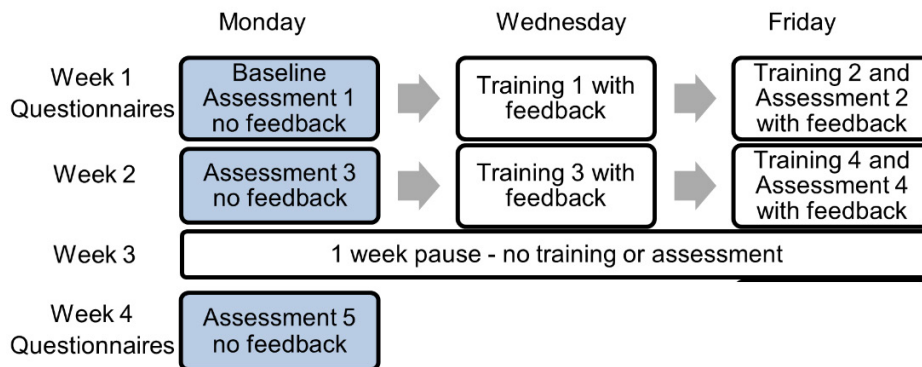 Monday
Wednesday
Friday
Week 1
Questionnaires
Baseline
Assessment 1
no feedback
Training 1 with
feedback
Training 2 and
Assessment 2
with feedback
Week 2
Assessment 3
no feedback
Training 3 with
feedback
Training 4 and
Assessment 4
with feedback
Week 3
1 week pause - no training or assessment
Week 4
Questionnaires
Assessment 5
no feedback